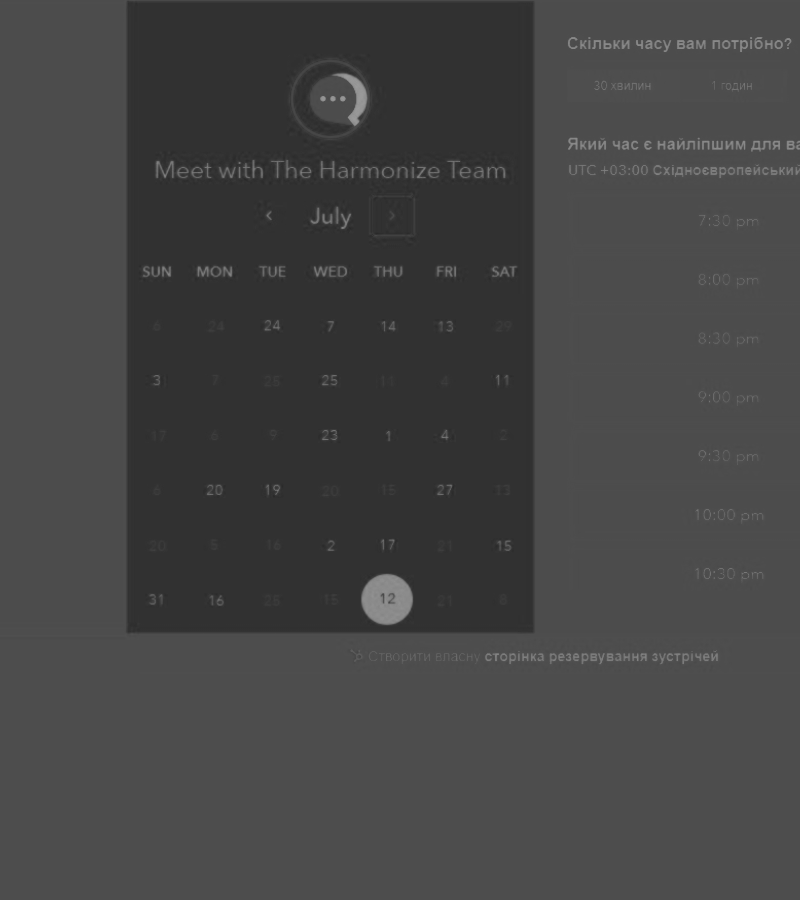 Meet with The Harmonize Team
July
SUN MON TUE WED THU FRI SAT
6 24 24 7 14 13 29
3 7 25 11 4 11
17 9 23 1 4 2
6 20 19 20 15 27 13
20 5 16 2 17 21 15
31 16 15 12 21
Скільки часу вам потрібно?
30 хвилин 1 годин
Який час є найліпшим для ва
UTC +03:00 Східноєвропейський
7:30 pm
8:00 pm
8:30 pm
9:00 pm
9:30 pm
10:00 pm
10:30 pm
Створити власну сторінка резервування зустрічей